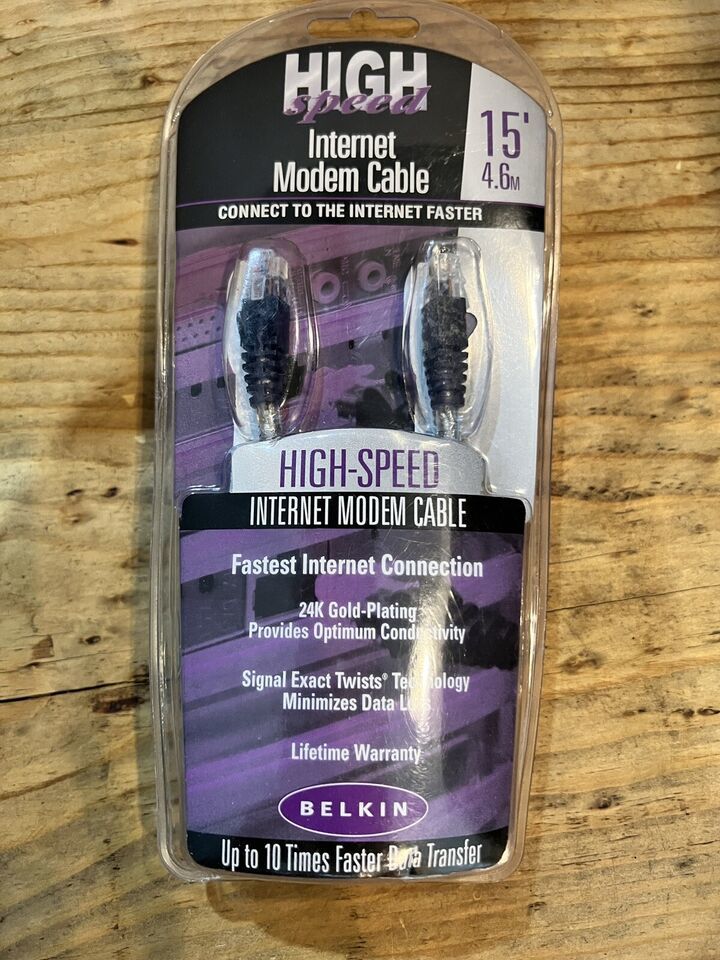 HIGH
speed
Internet
Modem Cable
15'
4.6M
CONNECT TO THE INTERNET FASTER
HIGH-SPEED
INTERNET MODEM CABLE
Fastest Internet Connection
24K Gold-Plating
Provides Optimum Conductivity
Signal Exact Twists® Technology
Minimizes Data Loss
Lifetime Warranty
BELKIN
Up to 10 Times Faster Data Transfer